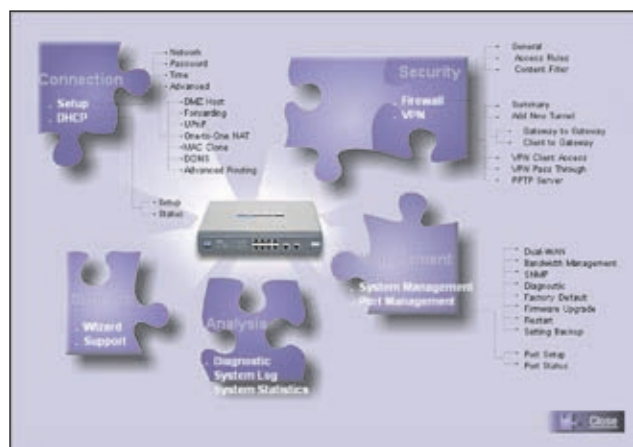 Connection
. Setup
. DHCP
Network
Password
Time
Advanced
DMZ Host
Forwarding
UPnP
One-to-One NAT
MAC Clone
DDNS
Advanced Routing
Setup
Status
Security
. Firewall
. VPN
General
Access Rules
Content Filter
Summary
Add New Tunnel
Gateway to Gateway
Client to Gateway
VPN Client Access
VPN Pass Through
PPTP Server
. System Management
. Port Management
Dual-WAN
Bandwidth Management
SNMP
Diagnostic
Factory Default
Firmware Upgrade
Restart
Setting Backup
Port Setup
Port Status
. Wizard
. Support
Analysis
. Diagnostic
. System Log
. System Statistics
Close